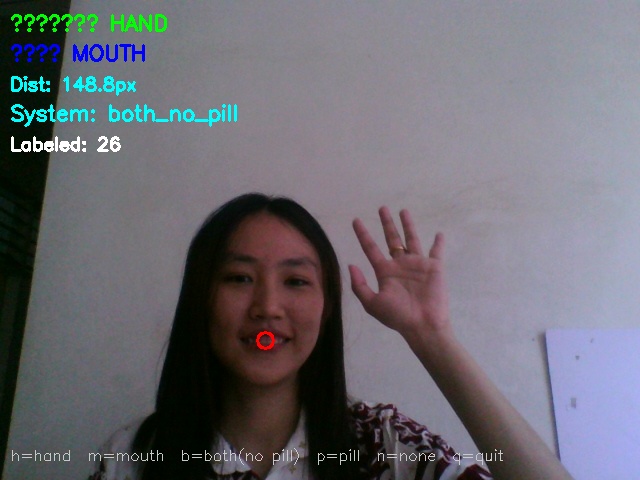 ??????? HAND
???? MOUTH
Dist: 148.8px
System: both_no_pill
Labeled: 26
h=hand m=mouth b=both(no pill) p=pill n=none q=quit